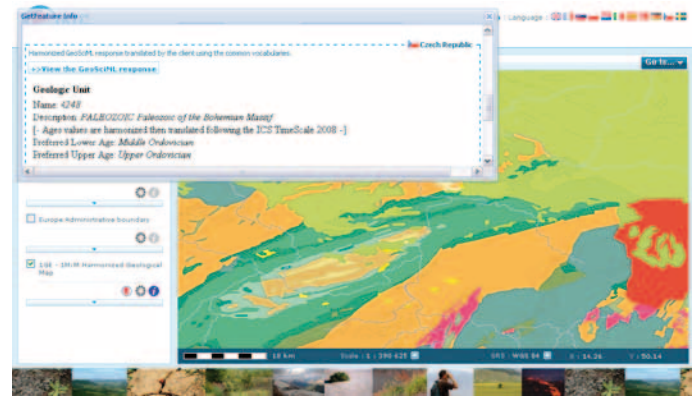 GetFeature Info
Language :
Czech Republic
Harmonized GeoSciML response translated by the client using the common vocabularies.
>>View the GeoSciML response
Go to...
Geologic Unit
Name: 4248
Description: PALEOZOIC Paleozoic of the Bohemian Massif
[- Ages values are harmonized then translated following the ICS TimeScale 2008 -]
Preferred Lower Age: Middle Ordovician
Preferred Upper Age: Upper Ordovician
Europe Administrative boundary
1GE - 1M:M Harmonized Geological
Map
18 km
Scale : 1 : 390 625
SRS : WGS 84
X : 14.26
Y : 50.14